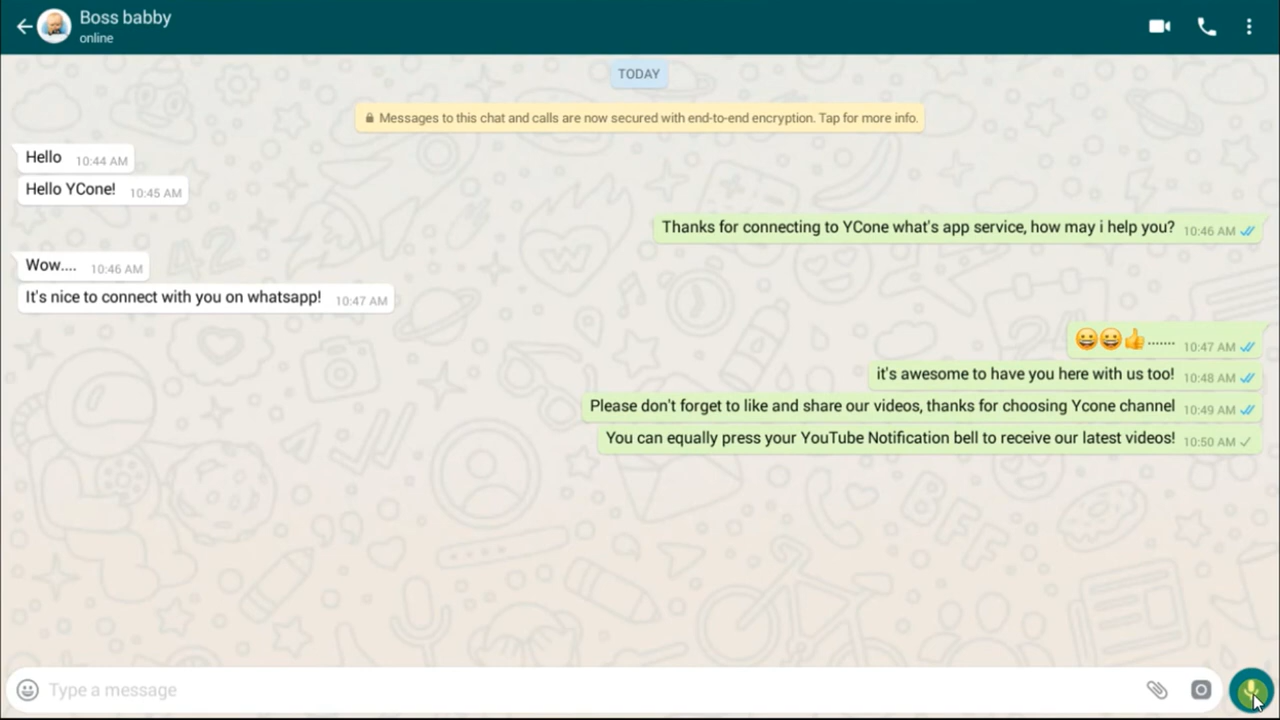 Boss babby
online
TODAY
Messages to this chat and calls are now secured with end-to-end encryption. Tap for more info.
Hello 10:44 AM
Hello YCone! 10:45 AM
Thanks for connecting to YCone what's app service, how may i help you? 10:46 AM
Wow.... 10:46 AM
It's nice to connect with you on whatsapp! 10:47 AM
😀😀👍....... 10:47 AM
it's awesome to have you here with us too! 10:48 AM
Please don't forget to like and share our videos, thanks for choosing Ycone channel 10:49 AM
You can equally press your YouTube Notification bell to receive our latest videos! 10:50 AM
Type a message